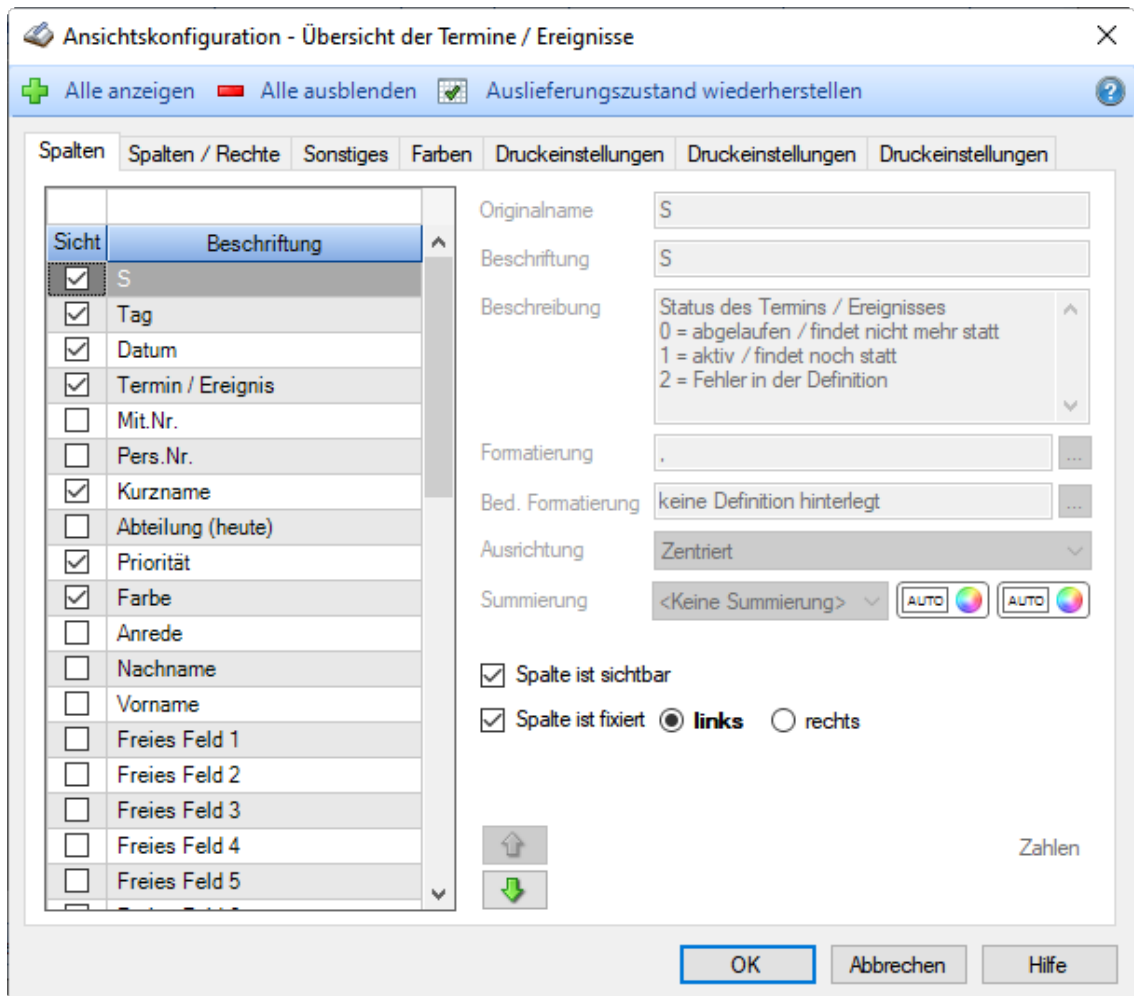 Ansichtskonfiguration - Übersicht der Termine / Ereignisse
Alle anzeigen Alle ausblenden Auslieferungszustand wiederherstellen ?
Spalten Spalten / Rechte Sonstiges Farben Druckeinstellungen Druckeinstellungen Druckeinstellungen
Sicht Beschriftung
S
Tag
Datum
Termin / Ereignis
Mit.Nr.
Pers.Nr.
Kurzname
Abteilung (heute)
Priorität
Farbe
Anrede
Nachname
Vorname
Freies Feld 1
Freies Feld 2
Freies Feld 3
Freies Feld 4
Freies Feld 5
Originalname S
Beschriftung S
Beschreibung Status des Termins / Ereignisses
0 = abgelaufen / findet nicht mehr statt
1 = aktiv / findet noch statt
2 = Fehler in der Definition
Formatierung , ...
Bed. Formatierung keine Definition hinterlegt ...
Ausrichtung Zentriert
Summierung <Keine Summierung> AUTO AUTO
Spalte ist sichtbar
Spalte ist fixiert links rechts
Zahlen
OK Abbrechen Hilfe